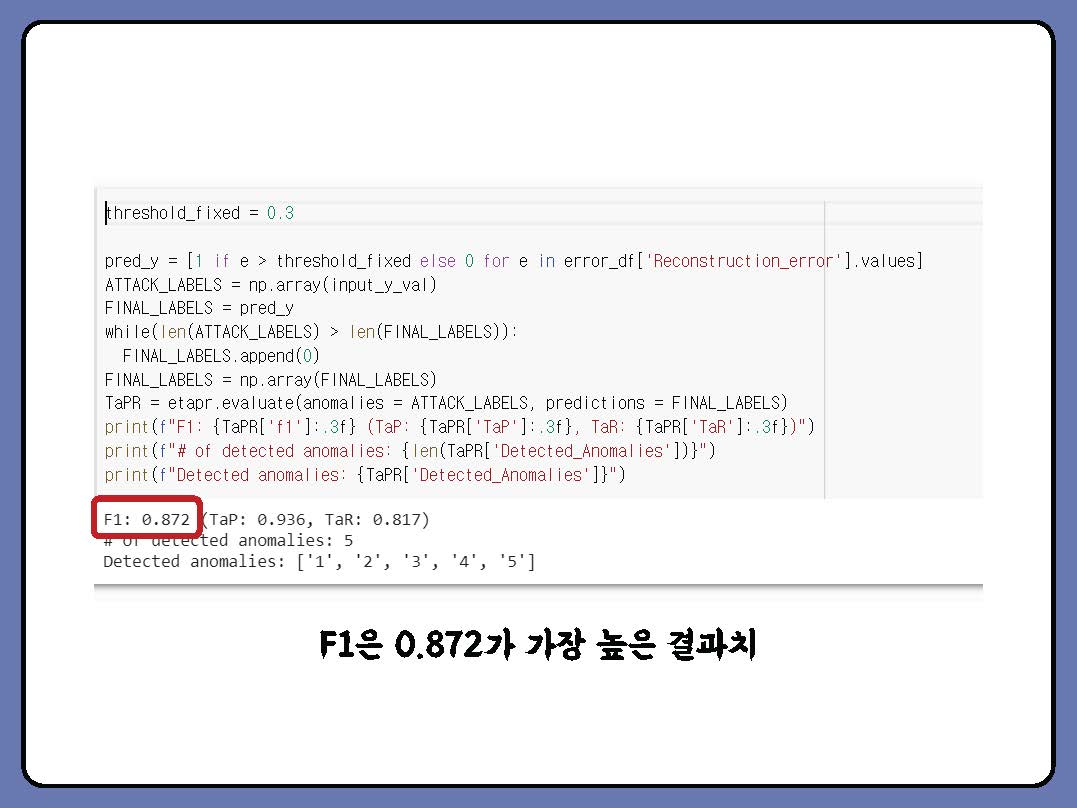 threshold_fixed = 0.3
pred_y = [1 if e > threshold_fixed else 0 for e in error_df['Reconstruction_error'].values]
ATTACK_LABELS = np.array(input_y_val)
FINAL_LABELS = pred_y
while(len(ATTACK_LABELS) > len(FINAL_LABELS)):
  FINAL_LABELS.append(0)
FINAL_LABELS = np.array(FINAL_LABELS)
TaPR = etapr.evaluate(anomalies = ATTACK_LABELS, predictions = FINAL_LABELS)
print(f"F1: {TaPR['f1']:.3f} (TaP: {TaPR['TaP']:.3f}, TaR: {TaPR['TaR']:.3f})")
print(f"# of detected anomalies: {len(TaPR['Detected_Anomalies'])}")
print(f"Detected anomalies: {TaPR['Detected_Anomalies']}")
F1: 0.872 (TaP: 0.936, TaR: 0.817)
# of detected anomalies: 5
Detected anomalies: ['1', '2', '3', '4', '5']
F1은 0.872가 가장 높은 결과치